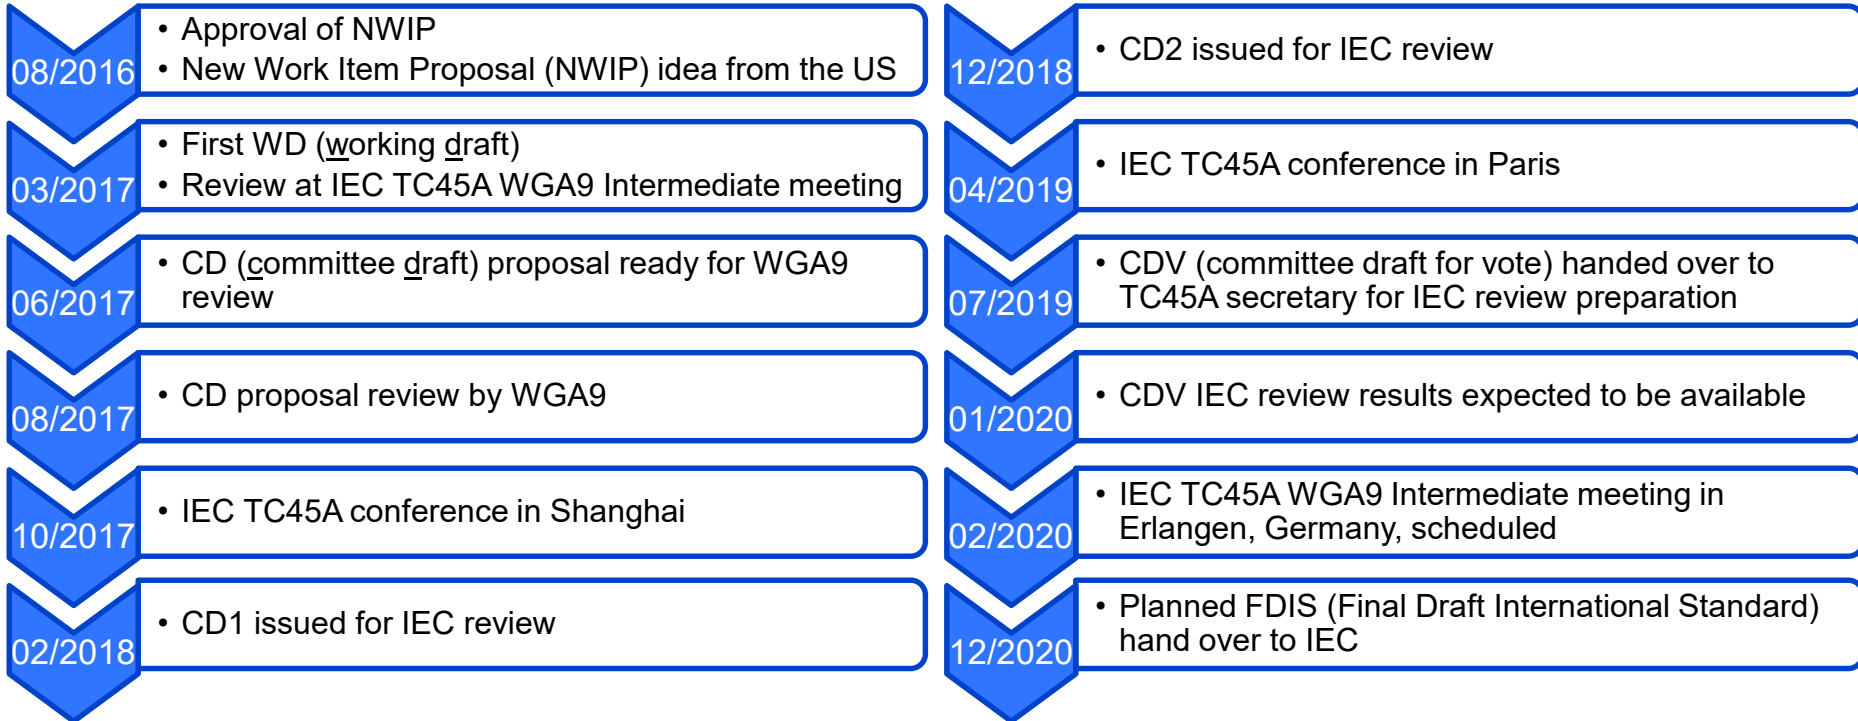 08/2016
• Approval of NWIP
• New Work Item Proposal (NWIP) idea from the US
03/2017
• First WD (working draft)
• Review at IEC TC45A WGA9 Intermediate meeting
06/2017
• CD (committee draft) proposal ready for WGA9
review
08/2017
• CD proposal review by WGA9
10/2017
• IEC TC45A conference in Shanghai
02/2018
• CD1 issued for IEC review
12/2018
• CD2 issued for IEC review
04/2019
• IEC TC45A conference in Paris
07/2019
• CDV (committee draft for vote) handed over to
TC45A secretary for IEC review preparation
01/2020
• CDV IEC review results expected to be available
02/2020
• IEC TC45A WGA9 Intermediate meeting in
Erlangen, Germany, scheduled
12/2020
• Planned FDIS (Final Draft International Standard)
hand over to IEC